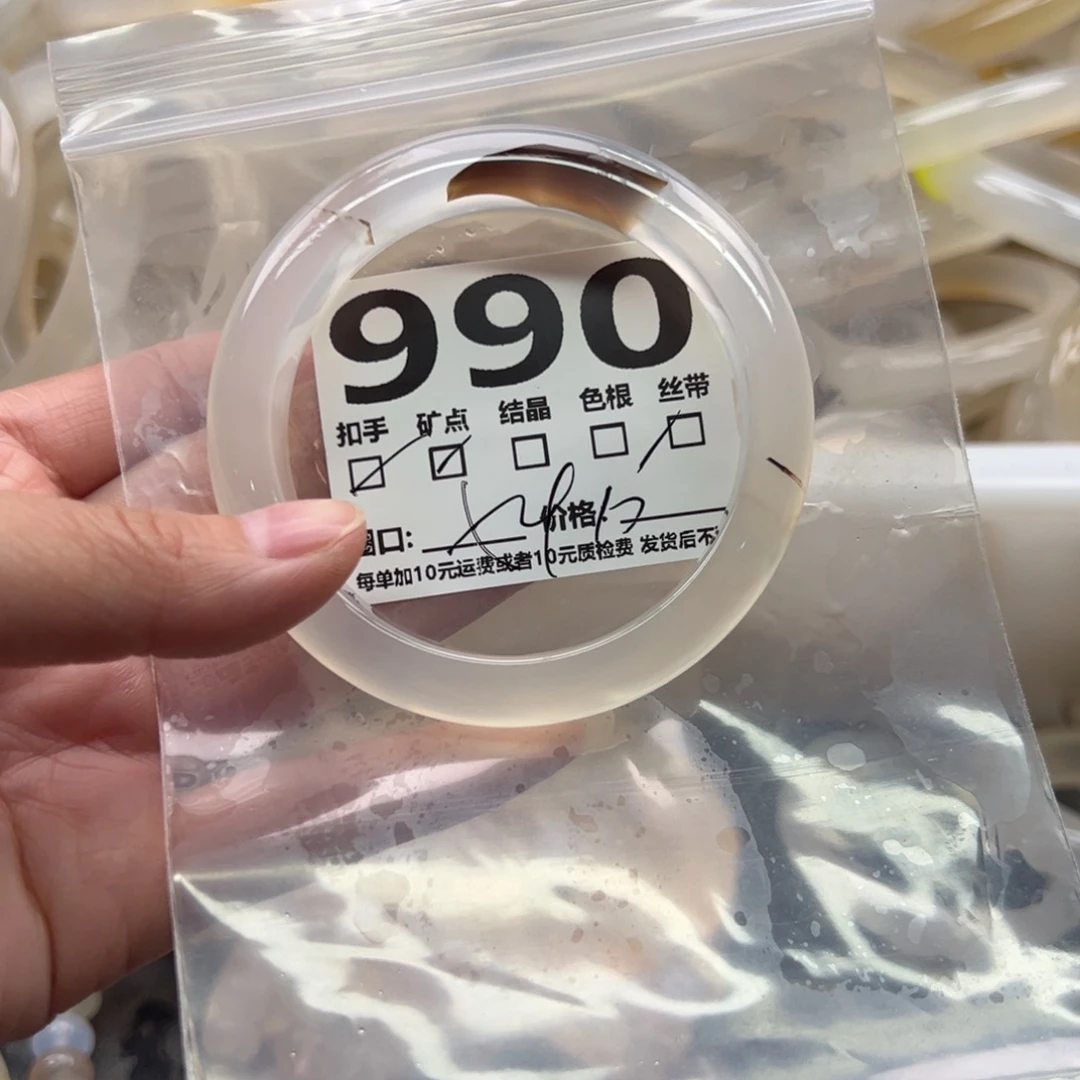 990
扣手 矿点 结晶 色根 丝带
圈口: 价格:
每单加10元运费或者10元质检费 发货后不